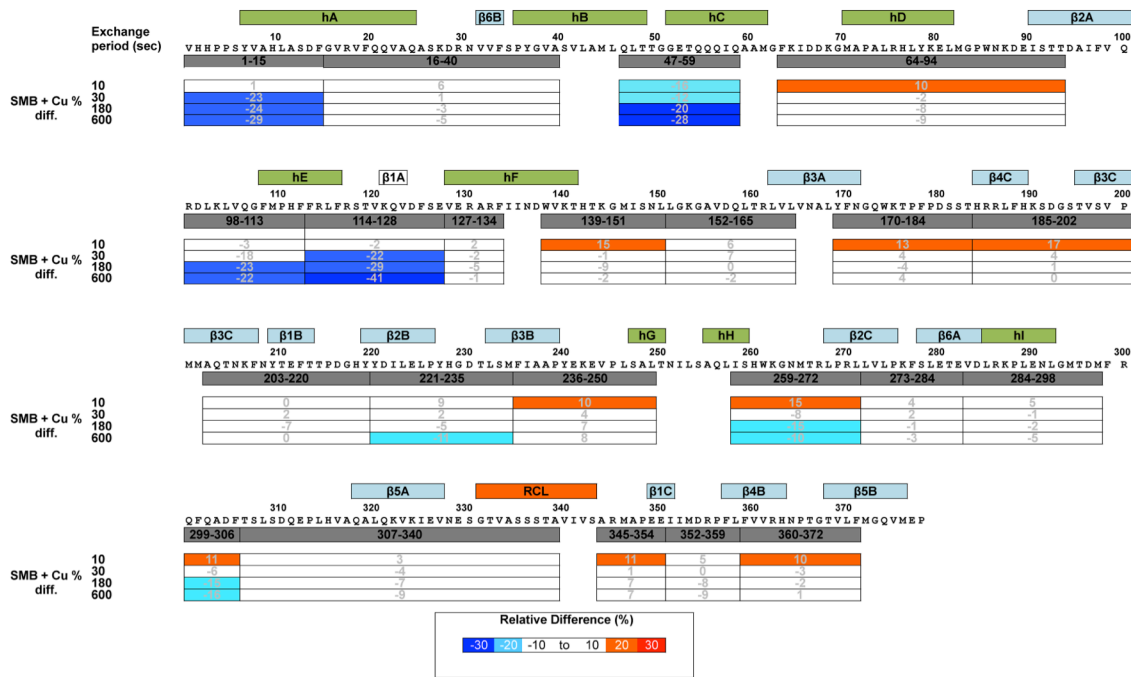 hA β6B hB hC hD β2A
Exchange period (sec)
10 20 30 40 50 60 70 80 90 100
VHHPPSYVAHLASDFGVRVFQQVAQASKDRNVVFSPYGVASVLAMLQLTTGGETQQQIQAAMGFKIDDKGMAPALRHLYKELMGPWNKDEISTTDAIFV Q
1-15 16-40 47-59 64-94
10 1 6 10
30 -23 1 -2
SMB + Cu % diff.
180 -24 -3 -20 -8
600 -29 -5 -28 -9
hE β1A hF β3A β4C β3C
110 120 130 140 150 160 170 180 190 200
RDLKLVQGFMPHFFRLFRSTVKQVDFSEVERARFIINDWVKTHTKGMISNLLGKGAVDQLTRLVLVNALYFNGQWKTPFPDSSTHRRLFHKSDGSTVSV P
98-113 114-128 127-134 139-151 152-165 170-184 185-202
10 -3 -2 2 15 6 13 17
30 -18 -22 -2 -1 7 4 4
SMB + Cu % diff.
180 -23 -29 -5 -9 0 -4 1
600 -22 -41 -1 -2 -2 4 0
β3C β1B β2B β3B hG hH β2C β6A hI
210 220 230 240 250 260 270 280 290 300
MMAQTNKFNYTEFTTPDGHYYDILELPYHGDTLSMFIAAPYEKEVPLSALTNILSAQLISHWKGNMTRLPRLLVLPKFSLETEVDLRKPLENLGMTDMF R
203-220 221-235 236-250 259-272 273-284 284-298
10 0 9 10 15 4 5
30 2 2 4 -8 2 -1
SMB + Cu % diff.
180 -7 -5 7 -1 -2
600 0 8 -3 -5
β5A RCL β1C β4B β5B
310 320 330 340 350 360 370
QFQADFTSLSDQEPLHVAQALQKVKIEVNESGTVASSSTAVIVSARMAPEEIIMDRPFLFVVRHNPTGTVLFMGQVMEP
299-306 307-340 345-354 352-359 360-372
10 11 3 11 5 10
30 -6 -4 1 0 -3
SMB + Cu % diff.
180 -7 7 -8 -2
600 -9 7 -9 1
Relative Difference (%)
-30 -20 -10 to 10 20 30